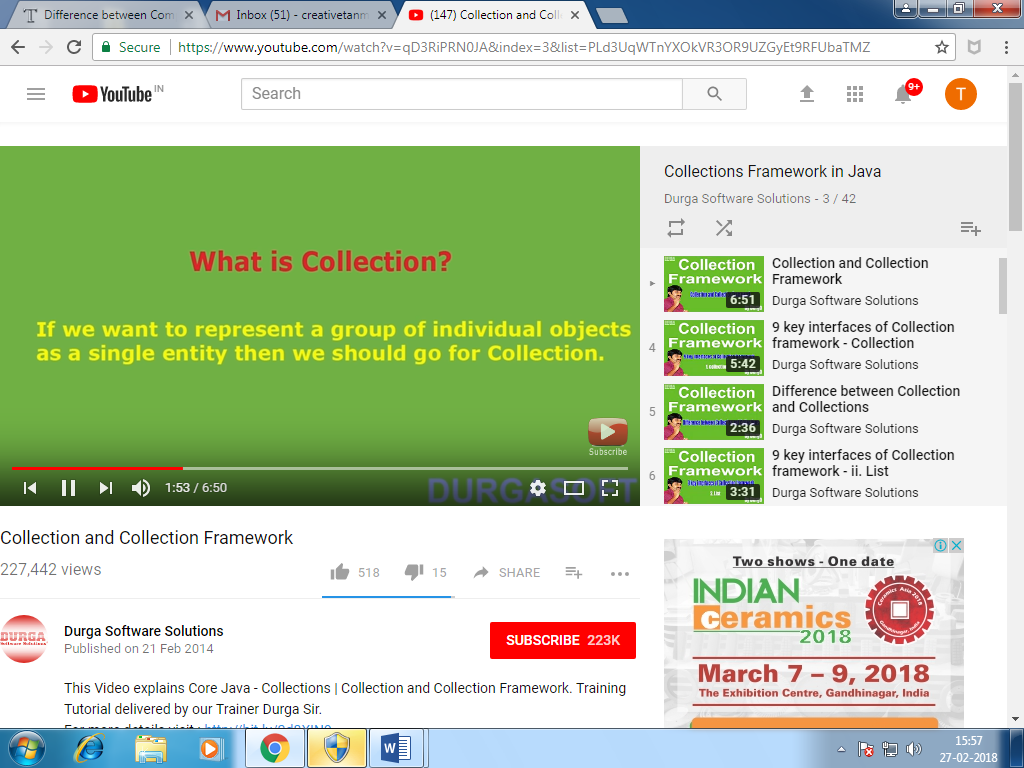 Difference between Com
Inbox (51) - creativetanm
(147) Collection and Coll
Secure | https://www.youtube.com/watch?v=qD3RiPRN0JA&index=3&list=PLd3UqWTnYXOkVR3OR9UZGyEt9RFUbaTMZ
YouTube IN
Search
9+
T
What is Collection?
If we want to represent a group of individual objects
as a single entity then we should go for Collection.
Subscribe
1:53 / 6:50
DURGASOFT
Collections Framework in Java
Durga Software Solutions - 3 / 42
Collection
Framework
6:51
Collection and Collection
Framework
Durga Software Solutions
4
Collection
Framework
5:42
9 key interfaces of Collection
framework - Collection
Durga Software Solutions
5
Collection
Framework
2:36
Difference between Collection
and Collections
Durga Software Solutions
6
Collection
Framework
3:31
9 key interfaces of Collection
framework - ii. List
Durga Software Solutions
Collection and Collection Framework
227,442 views
518
15
SHARE
DURGA
Software Solutions
Durga Software Solutions
Published on 21 Feb 2014
SUBSCRIBE 223K
This Video explains Core Java - Collections | Collection and Collection Framework. Training
Tutorial delivered by our Trainer Durga Sir.
Two shows - One date
INDIAN
ceramics
2018
Ceramics Asia 2018
Gandhinagar, India
March 7 – 9, 2018
The Exhibition Centre, Gandhinagar, India
15:57
27-02-2018